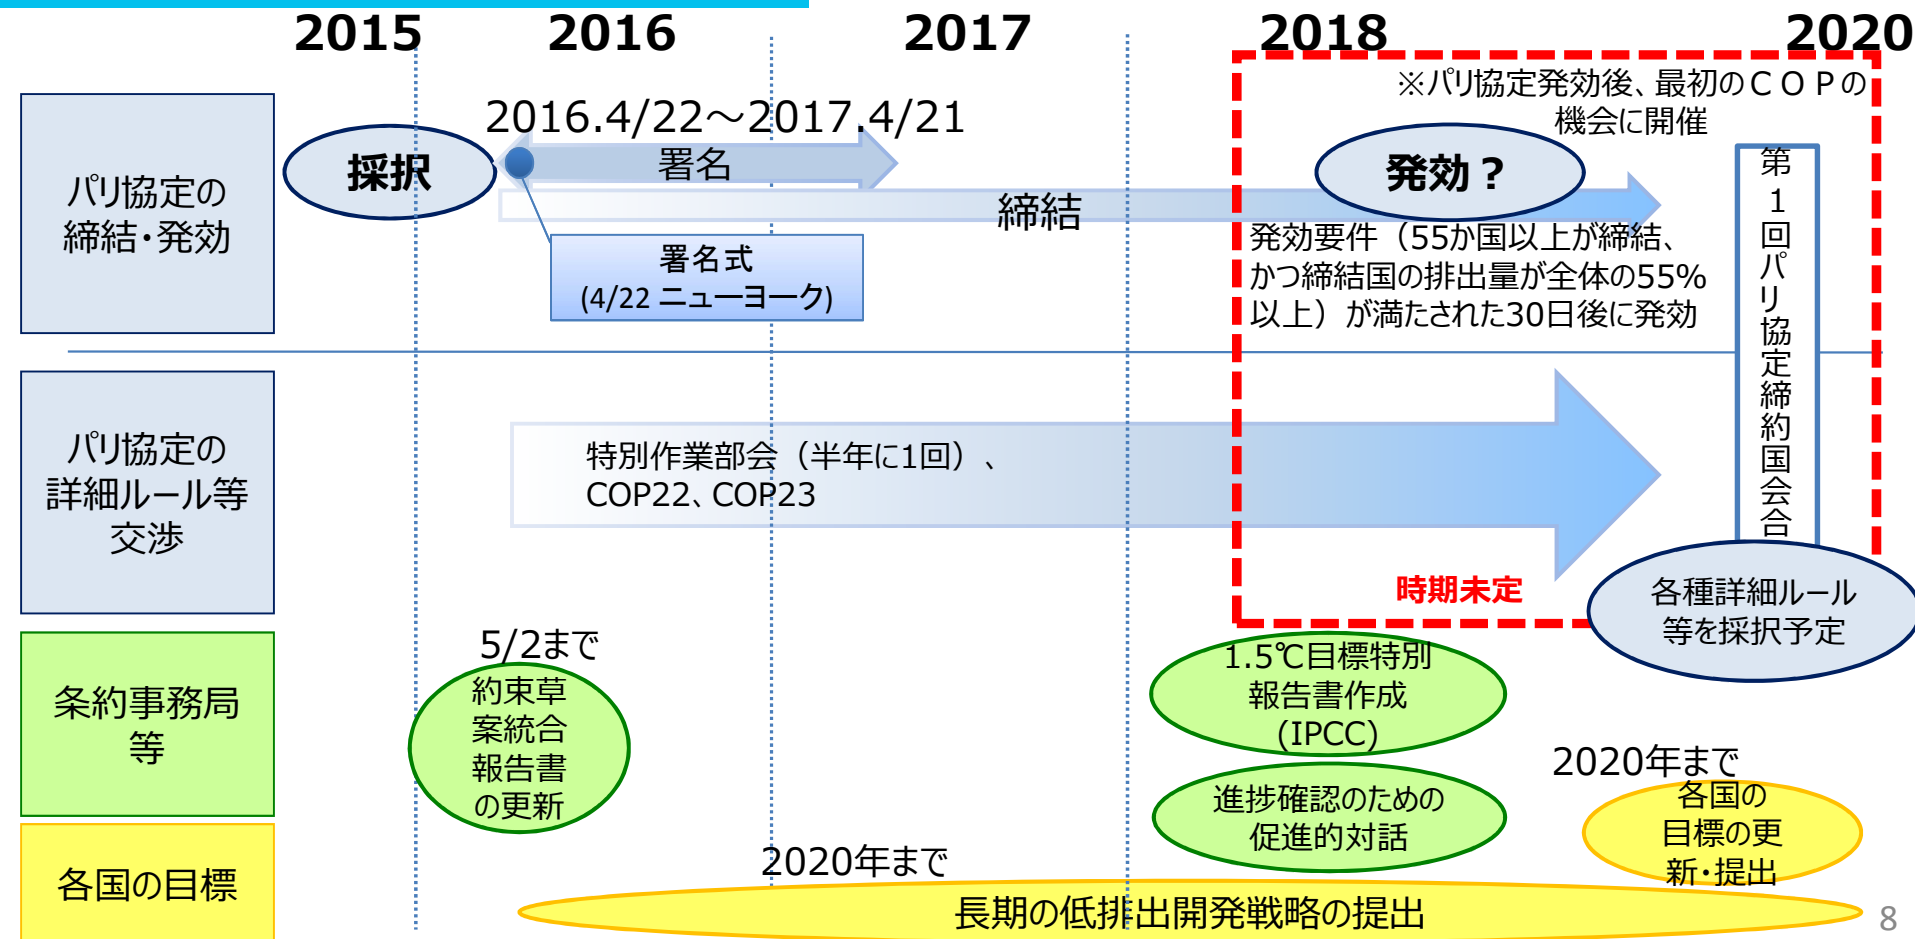 2015
2016
2017
2018
2020
※パリ協定発効後、最初のＣＯＰの
機会に開催
パリ協定の
締結・発効
採択
2016.4/22～2017.4/21
署名
締結
署名式
(4/22 ニューヨーク)
発効？
発効要件（55か国以上が締結、
かつ締結国の排出量が全体の55%
以上）が満たされた30日後に発効
第１回パリ協定締約国会合
パリ協定の
詳細ルール等
交渉
特別作業部会（半年に1回）、
COP22、COP23
時期未定
各種詳細ルール
等を採択予定
条約事務局
等
5/2まで
約束草
案統合
報告書
の更新
1.5℃目標特別
報告書作成
(IPCC)
進捗確認のための
促進的対話
2020年まで
各国の
目標の更
新・提出
各国の目標
2020年まで
長期の低排出開発戦略の提出
8